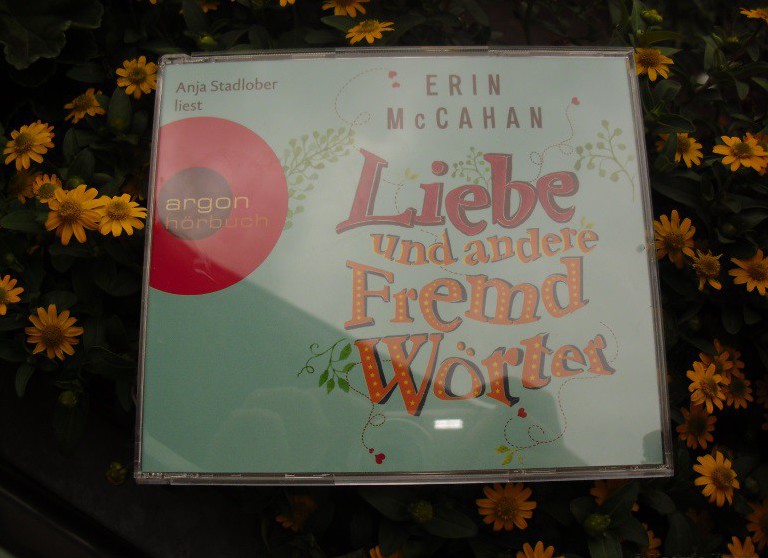 Anja Stadlober
liest
ERIN
McCAHAN
argon
hörbuch
Liebe
und andere
Fremd
Wörter